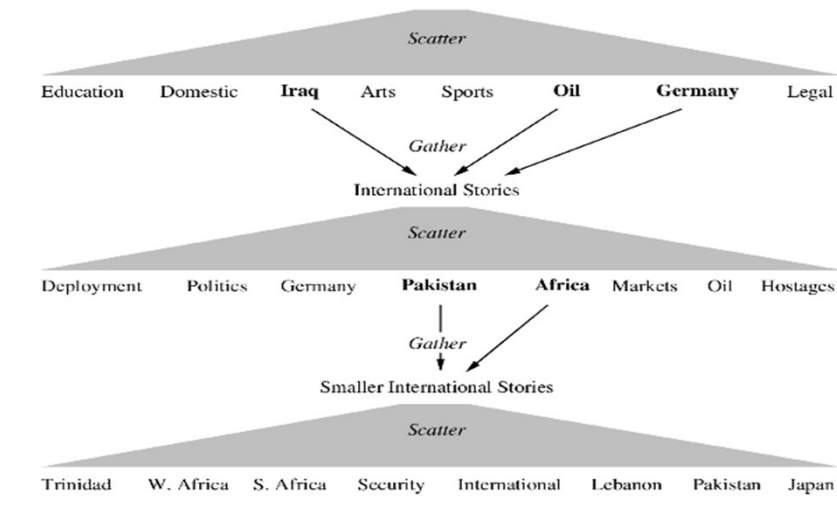 Scatter
Education Domestic Iraq Arts Sports Oil Germany Legal
Gather
International Stories
Scatter
Deployment Politics Germany Pakistan Africa Markets Oil Hostages
Gather
Smaller International Stories
Scatter
Trinidad W. Africa S. Africa Security International Lebanon Pakistan Japan